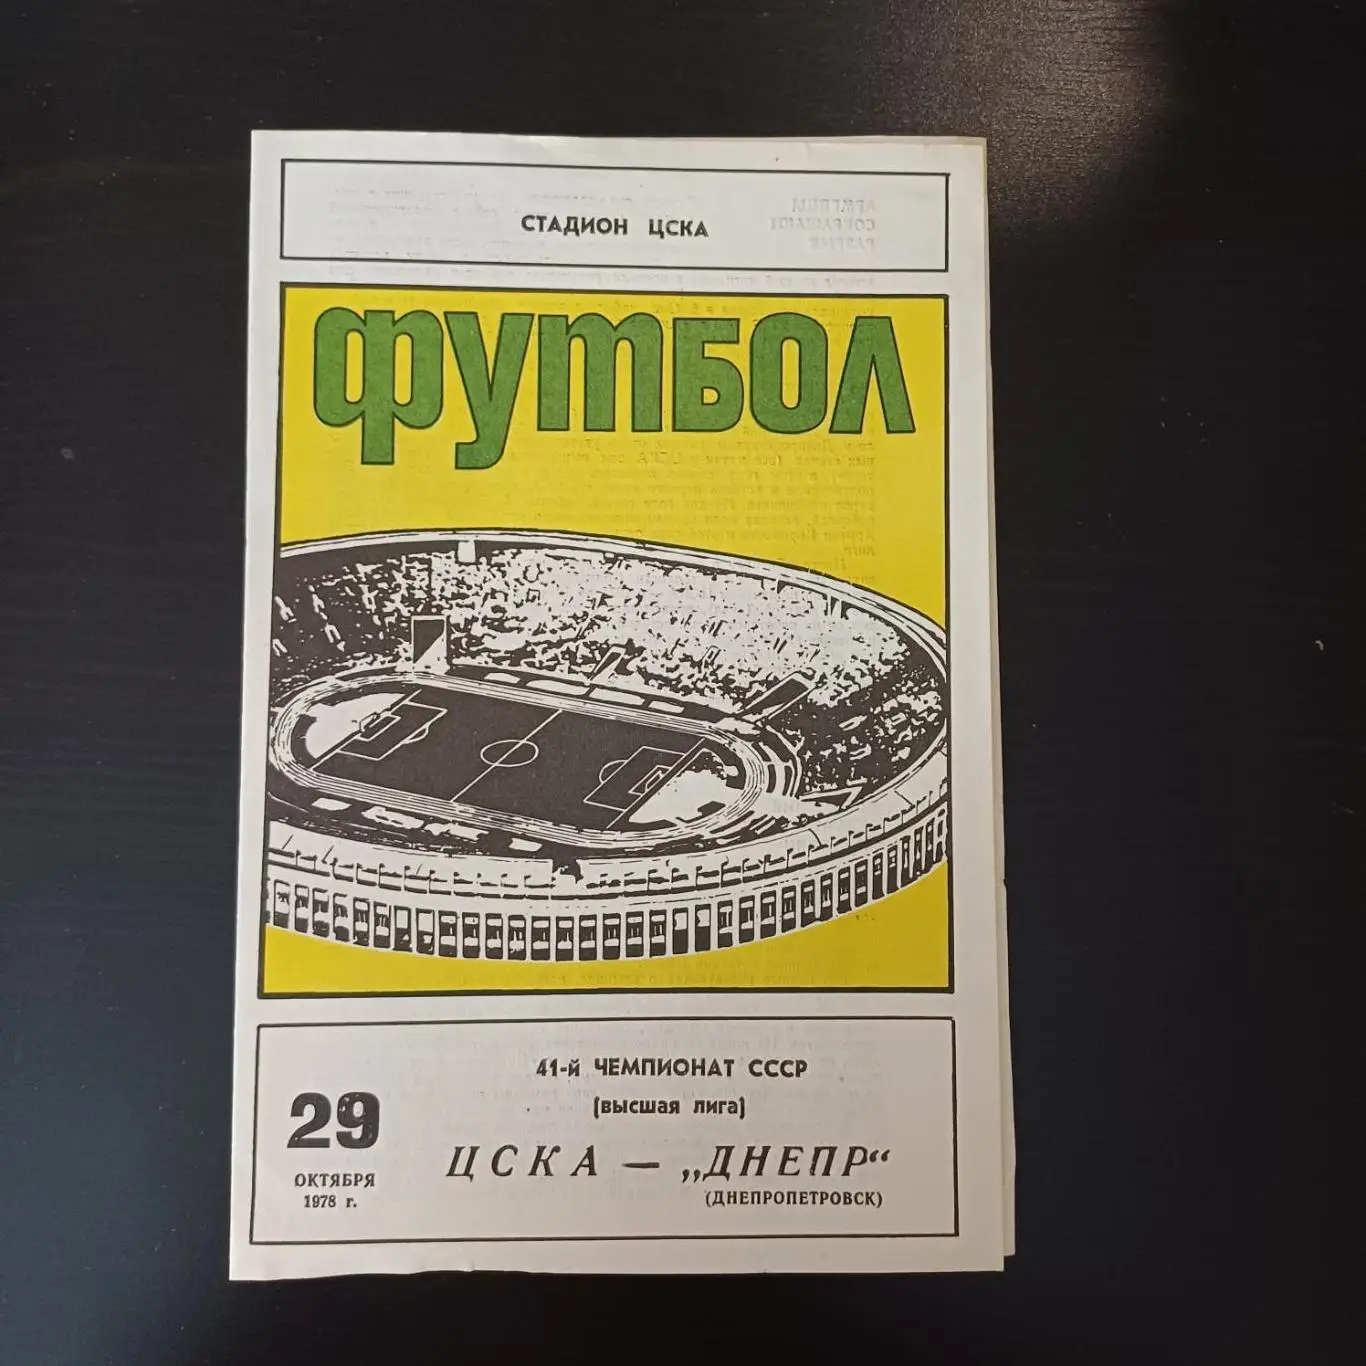 СТАДИОН ЦСКА
ФУТБОЛ
41-й ЧЕМПИОНАТ СССР
(ВЫСШАЯ ЛИГА)
29
ОКТЯБРЯ
1978 г.
ЦСКА — „ДНЕПР“
(ДНЕПРОПЕТРОВСК)